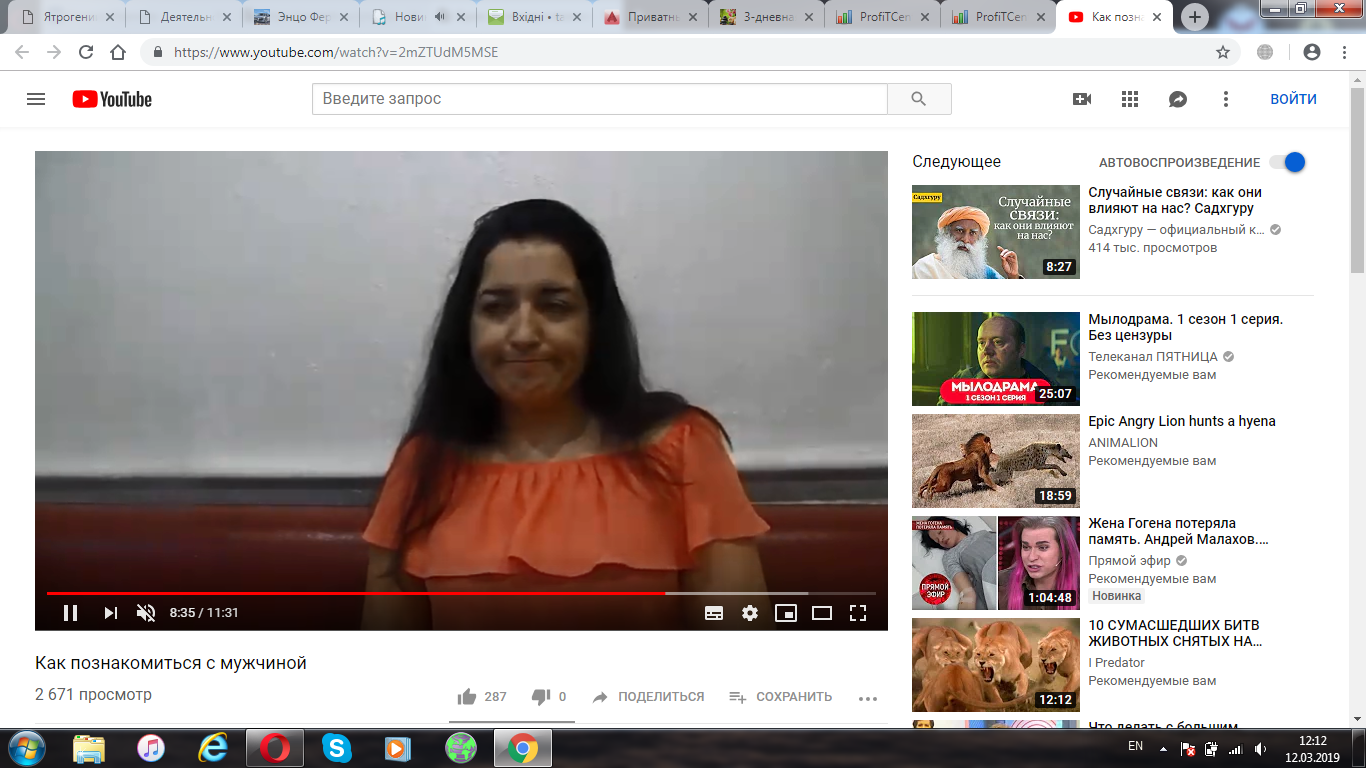 Ятрогени
Деятельн
Энцо Фер
Нови
Вхідні • ta
Приватны
3-дневна
ProfiTCen
ProfiTCen
Как позна
https://www.youtube.com/watch?v=2mZTUdM5MSE
YouTube
Введите запрос
ВОЙТИ
8:35 / 11:31
Как познакомиться с мужчиной
2 671 просмотр
287
0
ПОДЕЛИТЬСЯ
СОХРАНИТЬ
Следующее
АВТОВОСПРОИЗВЕДЕНИЕ
Садхгуру
Случайные
СВЯЗИ:
как они влияют
на нас?
8:27
Случайные связи: как они
влияют на нас? Садхгуру
Садхгуру — официальный к...
414 тыс. просмотров
МЫЛОДРАМА
1 СЕЗОН 1 СЕРИЯ
25:07
Мылодрама. 1 сезон 1 серия.
Без цензуры
Телеканал ПЯТНИЦА
Рекомендуемые вам
18:59
Epic Angry Lion hunts a hyena
ANIMALION
Рекомендуемые вам
ЖЕНА ГОГЕНА
ПОТЕРЯЛА ПАМЯТЬ
ПРЯМОЙ
ЭФИР
1:04:48
Жена Гогена потеряла
память. Андрей Малахов....
Прямой эфир
Рекомендуемые вам
Новинка
12:12
10 СУМАСШЕДШИХ БИТВ
ЖИВОТНЫХ СНЯТЫХ НА...
I Predator
Рекомендуемые вам
Что делать с большим
EN
12:12
12.03.2019